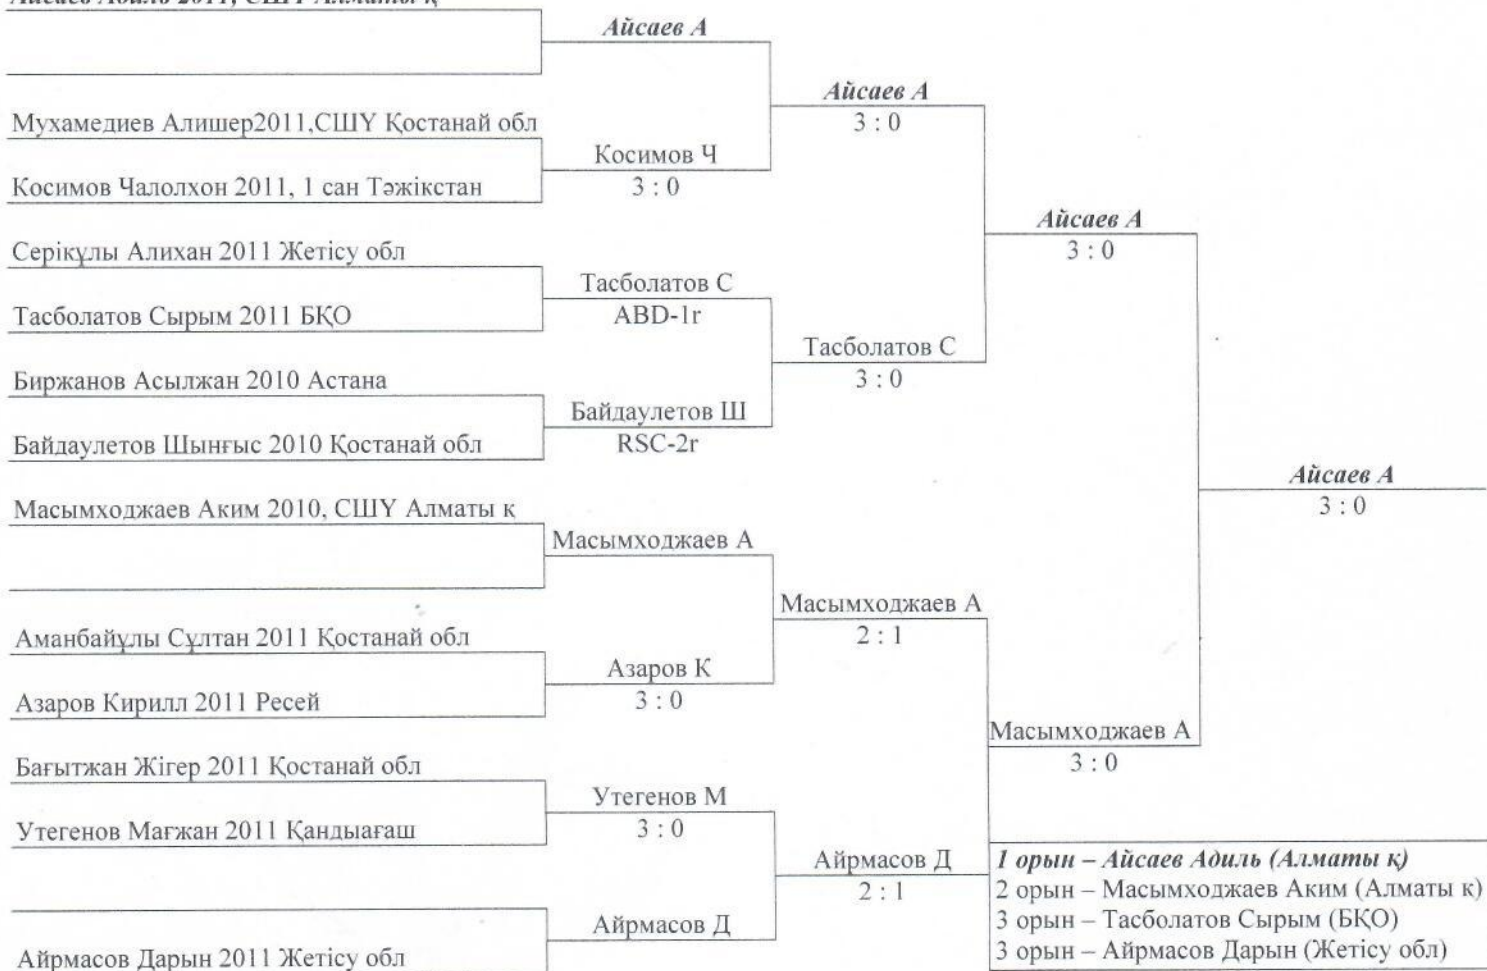 Айсаев Адиль 2011, СШҮ Алматы қ
Айсаев А
Айсаев А
3 : 0
Мухамедиев Алишер2011,СШҮ Қостанай обл
Косимов Ч
3 : 0
Косимов Чалолхон 2011, 1 сан Тәжікстан
Айсаев А
3 : 0
Серікұлы Алихан 2011 Жетісу обл
Тасболатов С
ABD-1r
Тасболатов Сырым 2011 БҚО
Тасболатов С
3 : 0
Биржанов Асылжан 2010 Астана
Байдаулетов Ш
RSC-2r
Байдаулетов Шынғыс 2010 Қостанай обл
Айсаев А
3 : 0
Масымходжаев Аким 2010, СШҮ Алматы қ
Масымходжаев А
Масымходжаев А
2 : 1
Аманбайұлы Сұлтан 2011 Қостанай обл
Азаров К
3 : 0
Азаров Кирилл 2011 Ресей
Масымходжаев А
3 : 0
Бағытжан Жігер 2011 Қостанай обл
Утегенов М
3 : 0
Утегенов Мағжан 2011 Қандыағаш
Айрмасов Д
2 : 1
Айрмасов Д
Айрмасов Дарын 2011 Жетісу обл
1 орын – Айсаев Адиль (Алматы қ)
2 орын – Масымходжаев Аким (Алматы қ)
3 орын – Тасболатов Сырым (БҚО)
3 орын – Айрмасов Дарын (Жетісу обл)